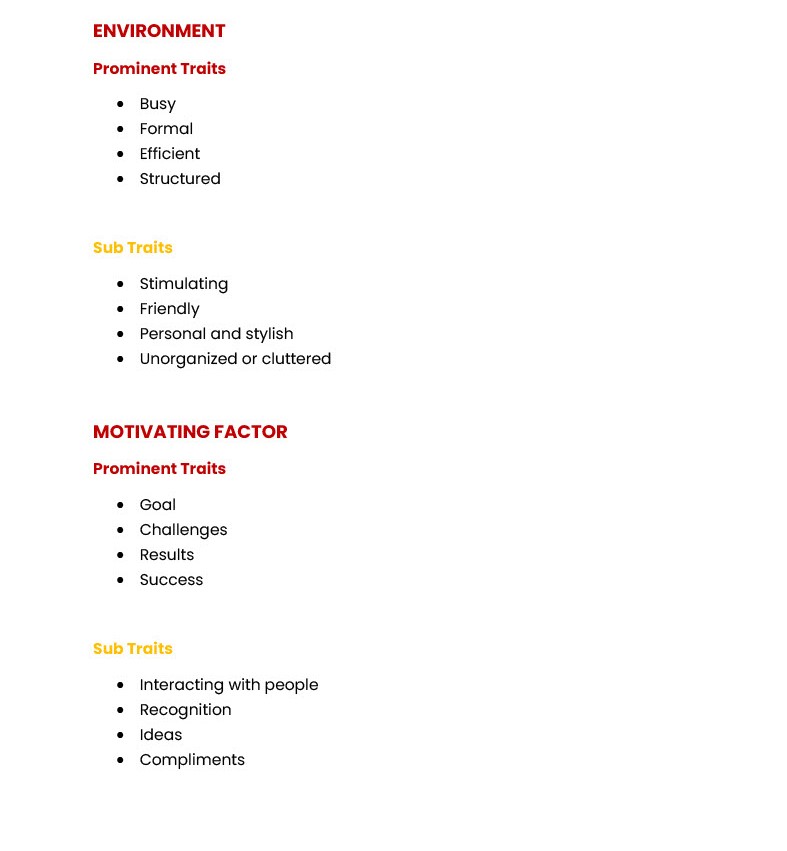 ENVIRONMENT
Prominent Traits
• Busy
• Formal
• Efficient
• Structured
Sub Traits
• Stimulating
• Friendly
• Personal and stylish
• Unorganized or cluttered
MOTIVATING FACTOR
Prominent Traits
• Goal
• Challenges
• Results
• Success
Sub Traits
• Interacting with people
• Recognition
• Ideas
• Compliments